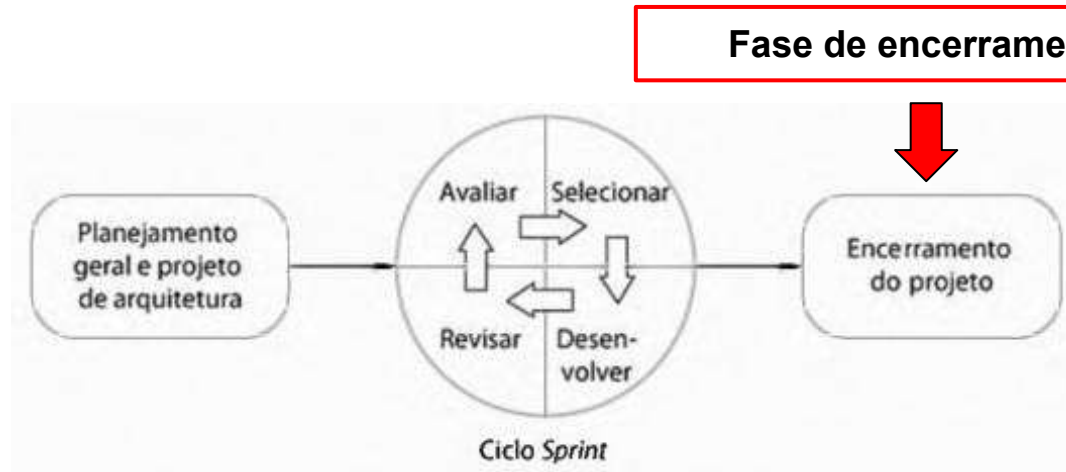 Fase de encerrame
Avaliar
Selecionar
Planejamento
geral e projeto
de arquitetura
Encerramento
do projeto
Revisar
Desen-
volver
Ciclo Sprint